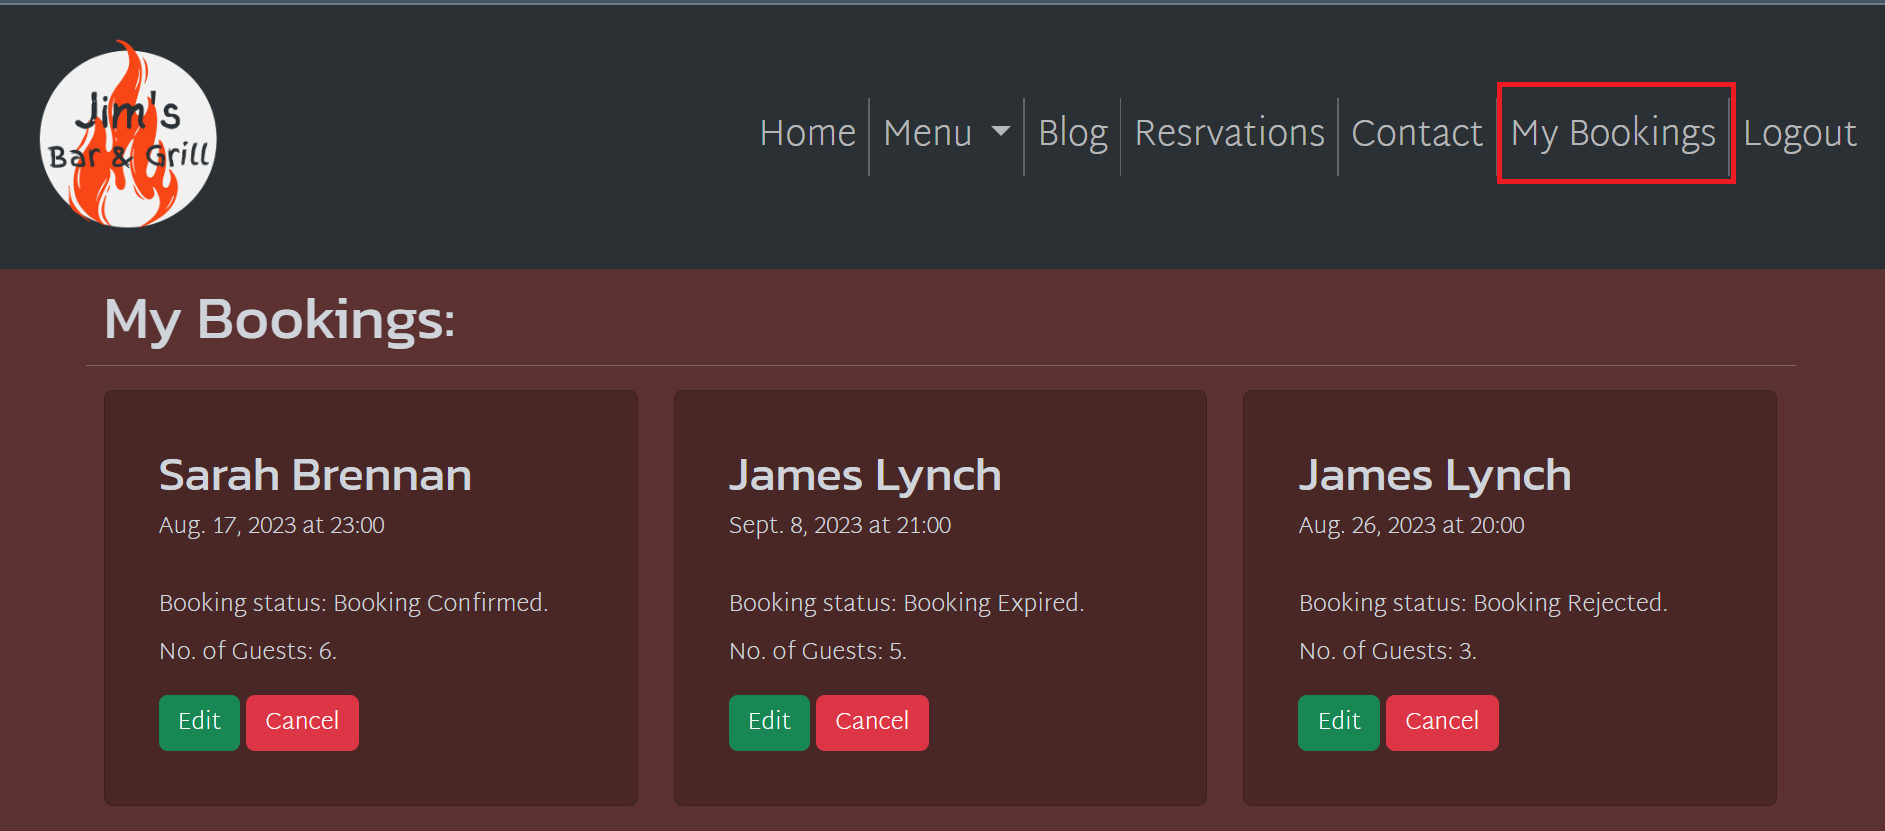 Jim's
Bar & Grill
Home Menu Blog Resrvations Contact My Bookings Logout
My Bookings:
Sarah Brennan
Aug. 17, 2023 at 23:00
Booking status: Booking Confirmed.
No. of Guests: 6.
Edit Cancel
James Lynch
Sept. 8, 2023 at 21:00
Booking status: Booking Expired.
No. of Guests: 5.
Edit Cancel
James Lynch
Aug. 26, 2023 at 20:00
Booking status: Booking Rejected.
No. of Guests: 3.
Edit Cancel